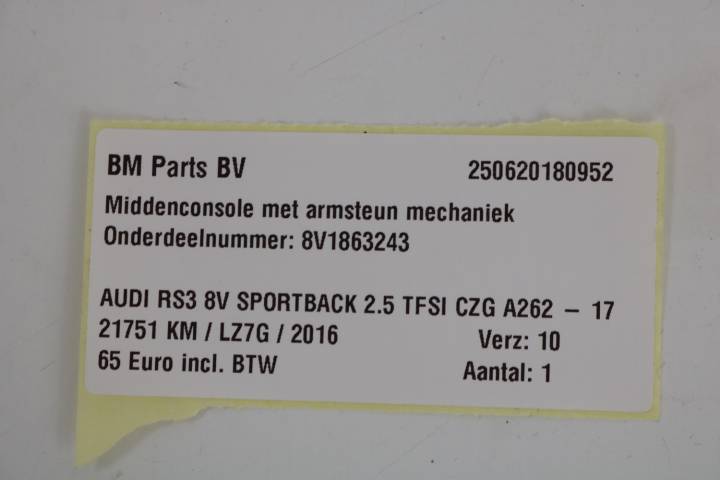 BM Parts BV 250620180952
Middenconsole met armsteun mechaniek
Onderdeelnummer: 8V1863243
AUDI RS3 8V SPORTBACK 2.5 TFSI CZG A262 – 17
21751 KM / LZ7G / 2016 Verz: 10
65 Euro incl. BTW Aantal: 1